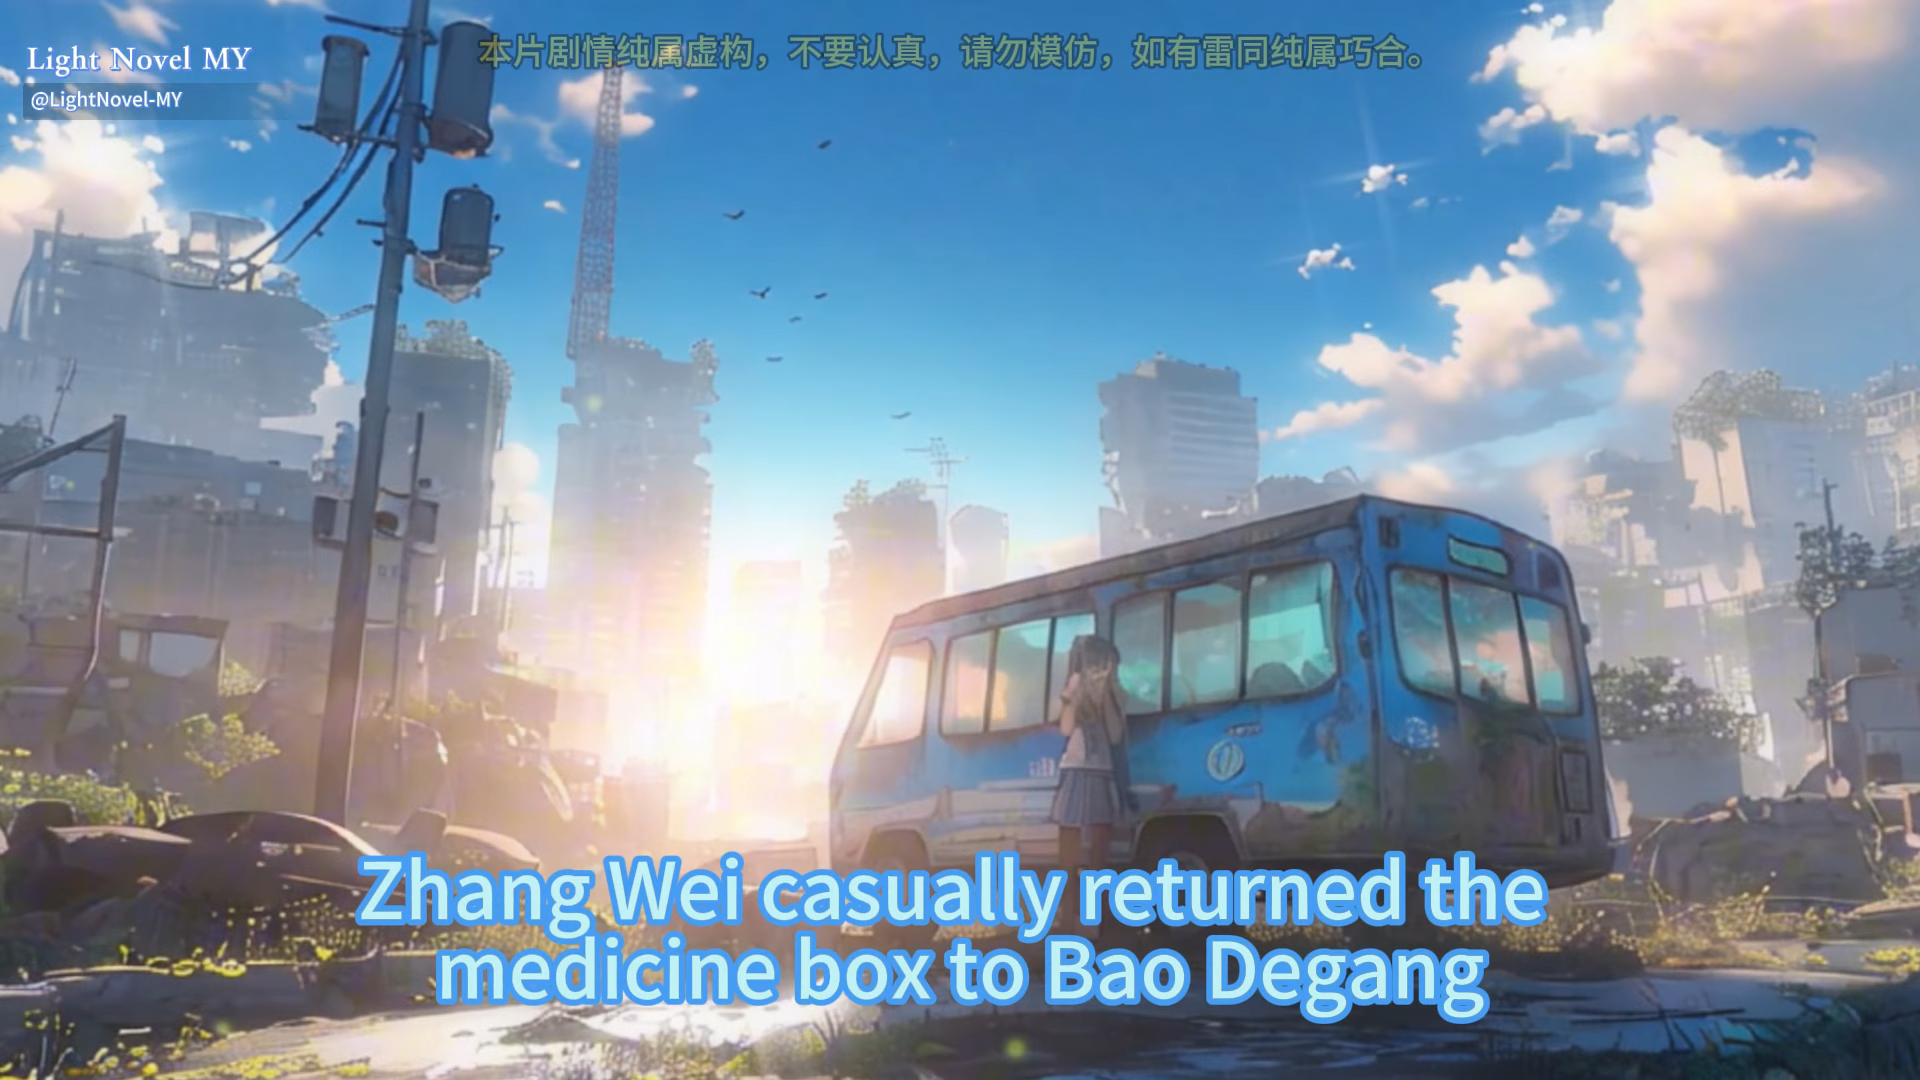 Light Novel MY
@LightNovel-MY
本片剧情纯属虚构，不要认真，请勿模仿，如有雷同纯属巧合。
Zhang Wei casually returned the
medicine box to Bao Degang